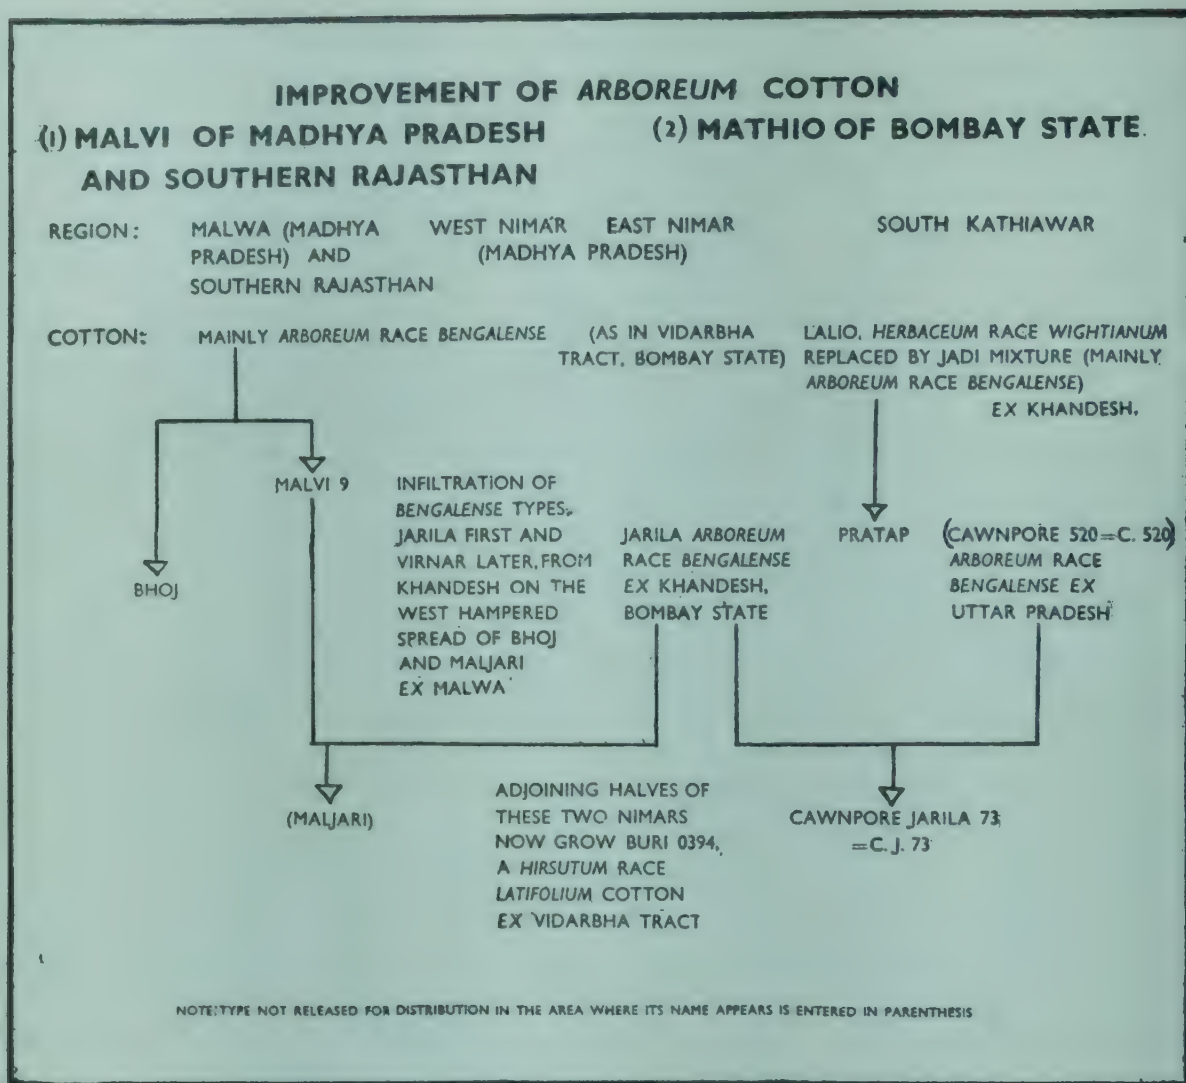 IMPROVEMENT OF ARBOREUM COTTON
(1) MALVI OF MADHYA PRADESH
AND SOUTHERN RAJASTHAN
(2) MATHIO OF BOMBAY STATE.
REGION:
MALWA (MADHYA
PRADESH) AND
SOUTHERN RAJASTHAN
WEST NIMAR EAST NIMAR
(MADHYA PRADESH)
SOUTH KATHIAWAR
COTTON:
MAINLY ARBOREUM RACE BENGALENSE
(AS IN VIDARBHA
TRACT, BOMBAY STATE)
LALIO, HERBACEUM RACE WIGHTIANUM
REPLACED BY JADI MIXTURE (MAINLY
ARBOREUM RACE BENGALENSE)
EX KHANDESH.
BHOJ
MALVI 9
INFILTRATION OF
BENGALENSE TYPES,
JARILA FIRST AND
VIRNAR LATER, FROM
KHANDESH ON THE
WEST HAMPERED
SPREAD OF BHOJ
AND MALJARI
EX MALWA
JARILA ARBOREUM
RACE BENGALENSE
EX KHANDESH,
BOMBAY STATE
PRATAP
(CAWNPORE 520=C. 520)
ARBOREUM RACE
BENGALENSE EX
UTTAR PRADESH
(MALJARI)
ADJOINING HALVES OF
THESE TWO NIMARS
NOW GROW BURI 0394,
A HIRSUTUM RACE
LATIFOLIUM COTTON
EX VIDARBHA TRACT
CAWNPORE JARILA 73
=C. J. 73
NOTE: TYPE NOT RELEASED FOR DISTRIBUTION IN THE AREA WHERE ITS NAME APPEARS IS ENTERED IN PARENTHESIS